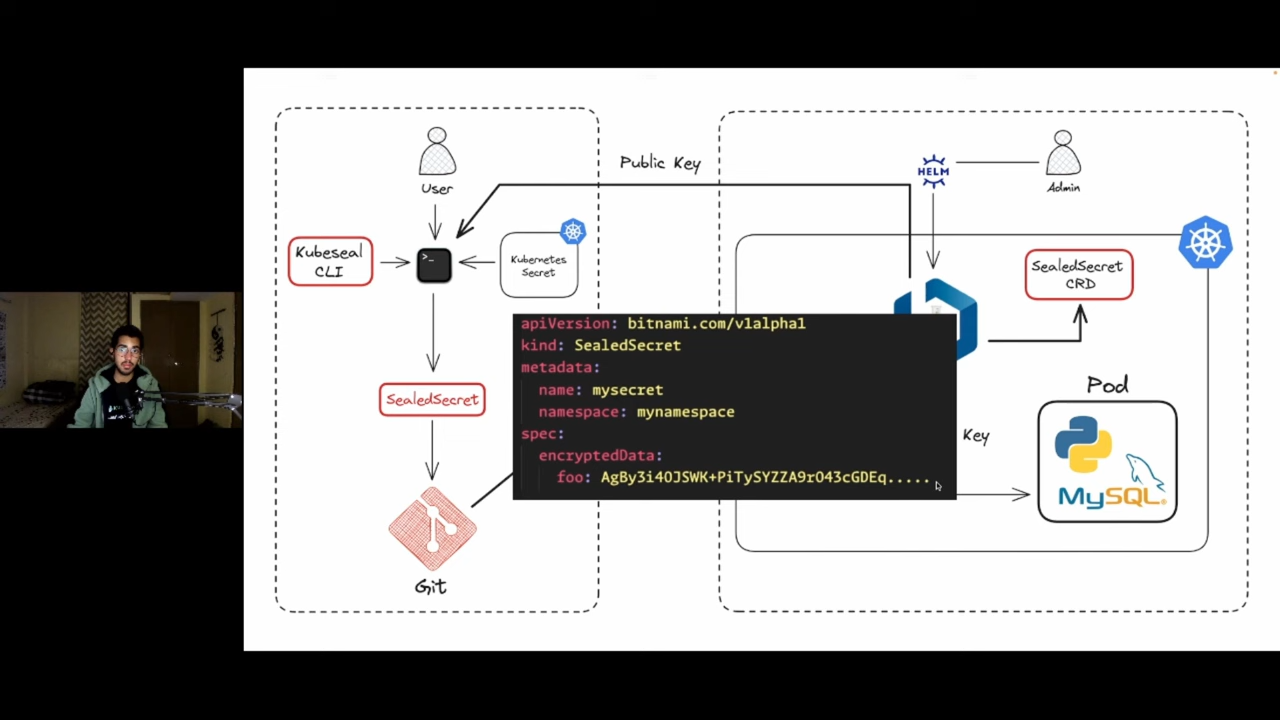 Public Key
HELM
User
Admin
Kubeseal
CLI
>_
Kubernetes
Secret
SealedSecret
CRD
apiVersion: bitnami.com/v1alpha1
kind: SealedSecret
metadata:
name: mysecret
namespace: mynamespace
spec:
encryptedData:
foo: AgBy3i4OJSWK+PiTySYZZA9rO43cGDEq.....
SealedSecret
Pod
Key
MySQL
Git